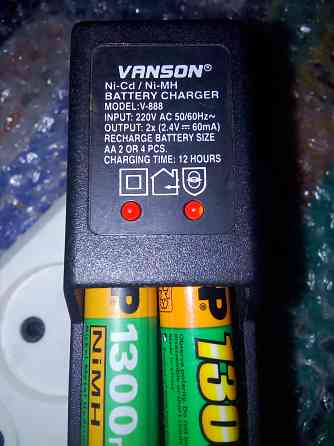 VANSON®
Ni-Cd / Ni-MH
BATTERY CHARGER
MODEL:V-888
INPUT: 220V AC 50/60Hz~
OUTPUT: 2x (2.4V⎓60mA)
RECHARGE BATTERY SIZE
AA 2 OR 4 PCS.
CHARGING TIME: 12 HOURS
P 1300
NiMH
P 130